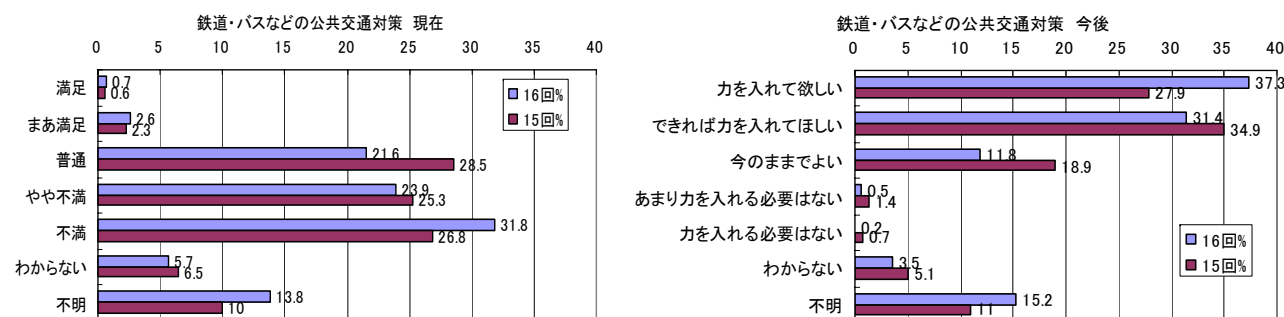 鉄道・バスなどの公共交通対策 現在
0 5 10 15 20 25 30 35 40
満足 0.7 0.6
まあ満足 2.6 2.3
普通 21.6 28.5
やや不満 23.9 25.3
不満 31.8 26.8
わからない 5.7 6.5
不明 13.8 10
16回%
15回%
鉄道・バスなどの公共交通対策 今後
0 5 10 15 20 25 30 35 40
力を入れて欲しい 37.3 27.9
できれば力を入れてほしい 31.4 34.9
今のままでよい 11.8 18.9
あまり力を入れる必要はない 0.5 1.4
力を入れる必要はない 0.2 0.7
わからない 3.5 5.1
不明 15.2 11
16回%
15回%